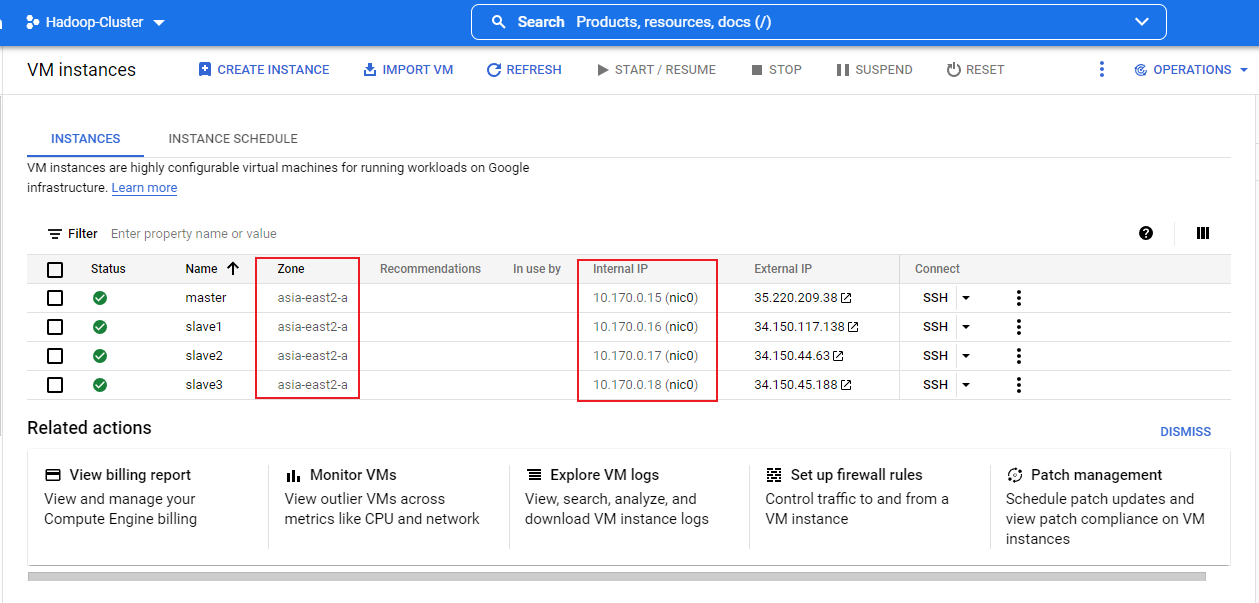 Hadoop-Cluster
Search Products, resources, docs (/)
VM instances
CREATE INSTANCE
IMPORT VM
REFRESH
START / RESUME
STOP
SUSPEND
RESET
OPERATIONS
INSTANCES
INSTANCE SCHEDULE
VM instances are highly configurable virtual machines for running workloads on Google
infrastructure. Learn more
Filter Enter property name or value
Status Name Zone Recommendations In use by Internal IP External IP Connect
master asia-east2-a 10.170.0.15 (nic0) 35.220.209.38 SSH
slave1 asia-east2-a 10.170.0.16 (nic0) 34.150.117.138 SSH
slave2 asia-east2-a 10.170.0.17 (nic0) 34.150.44.63 SSH
slave3 asia-east2-a 10.170.0.18 (nic0) 34.150.45.188 SSH
Related actions
DISMISS
View billing report
View and manage your
Compute Engine billing
Monitor VMs
View outlier VMs across
metrics like CPU and network
Explore VM logs
View, search, analyze, and
download VM instance logs
Set up firewall rules
Control traffic to and from a
VM instance
Patch management
Schedule patch updates and
view patch compliance on VM
instances